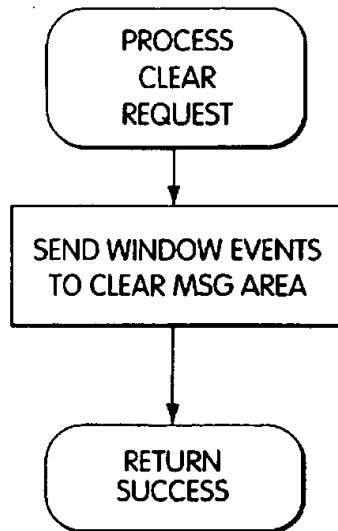 PROCESS
CLEAR
REQUEST
SEND WINDOW EVENTS
TO CLEAR MSG AREA
RETURN
SUCCESS